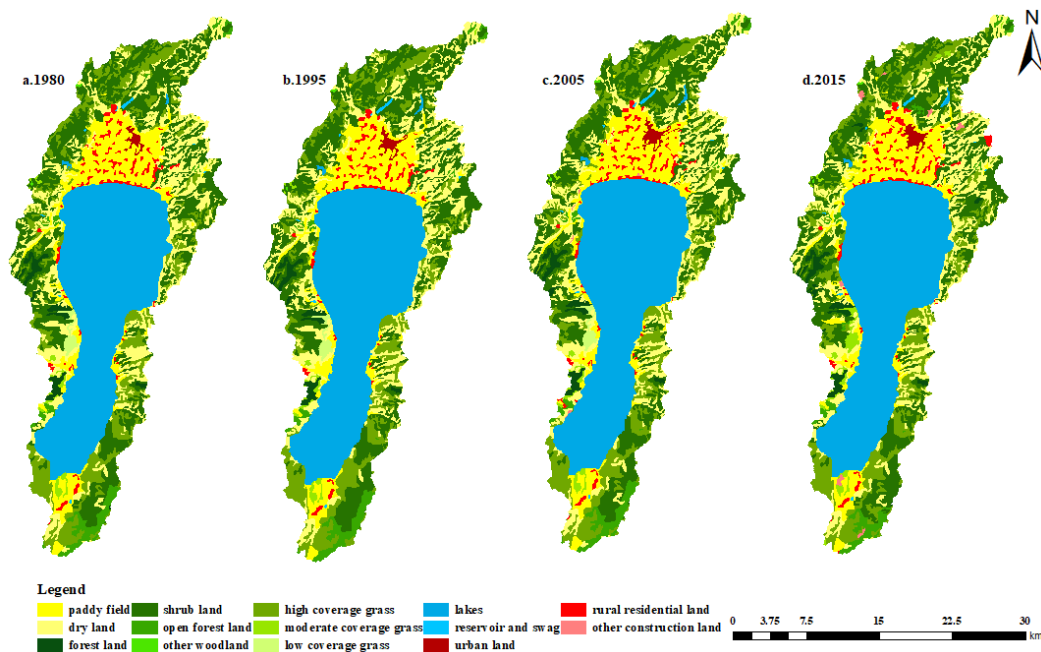 N
a.1980
b.1995
c.2005
d.2015
Legend
paddy field
shrub land
high coverage grass
lakes
rural residential land
dry land
open forest land
moderate coverage grass
reservoir and swag
other construction land
forest land
other woodland
low coverage grass
urban land
0 3.75 7.5 15 22.5 30
km